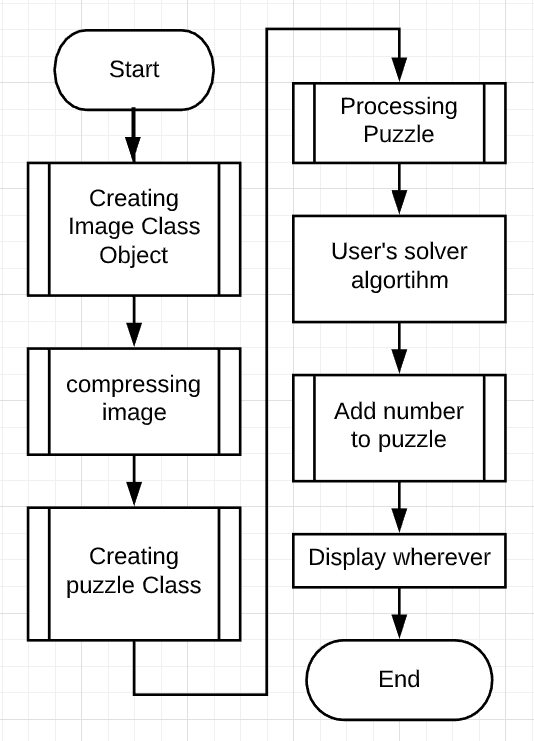 Start
Creating
Image Class
Object
compressing
image
Creating
puzzle Class
Processing
Puzzle
User's solver
algortihm
Add number
to puzzle
Display wherever
End